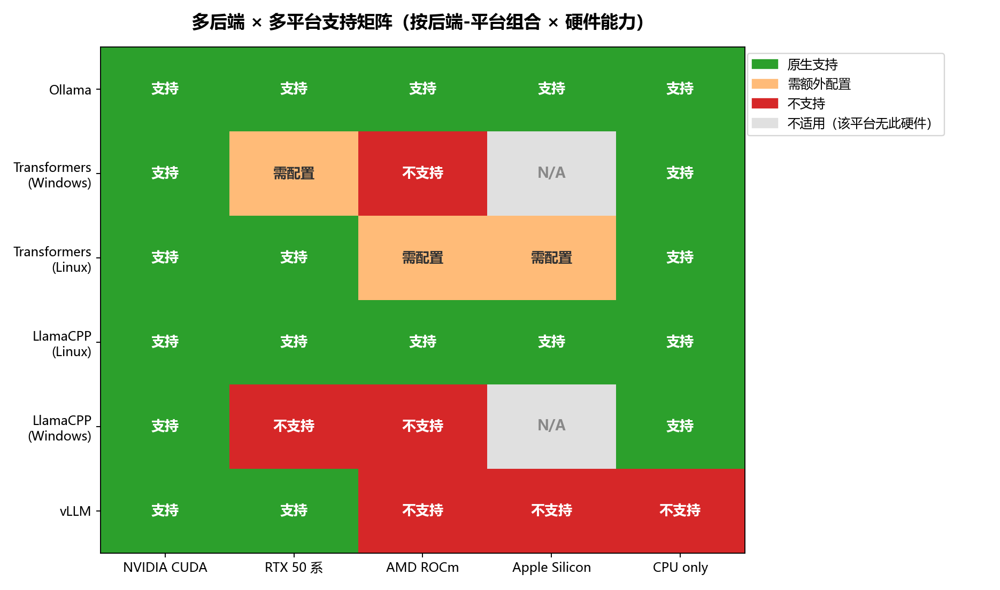 多后端 × 多平台支持矩阵（按后端-平台组合 × 硬件能力）
原生支持
需额外配置
不支持
不适用（该平台无此硬件）
Ollama
支持 支持 支持 支持 支持
Transformers
(Windows)
支持 需配置 不支持 N/A 支持
Transformers
(Linux)
支持 支持 需配置 需配置 支持
LlamaCPP
(Linux)
支持 支持 支持 支持 支持
LlamaCPP
(Windows)
支持 不支持 不支持 N/A 支持
vLLM
支持 支持 不支持 不支持 不支持
NVIDIA CUDA RTX 50 系 AMD ROCm Apple Silicon CPU only